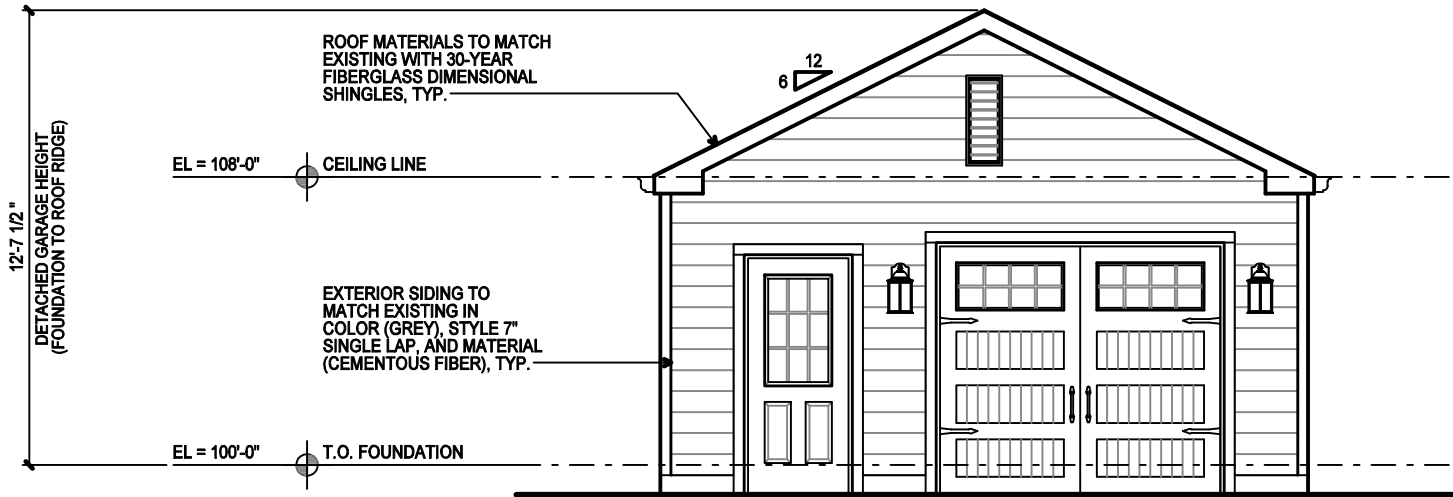 ROOF MATERIALS TO MATCH
EXISTING WITH 30-YEAR
FIBERGLASS DIMENSIONAL
SHINGLES, TYP.
12
6
EL = 108'-0"
CEILING LINE
12'-7 1/2 "
DETACHED GARAGE HEIGHT
(FOUNDATION TO ROOF RIDGE)
EXTERIOR SIDING TO
MATCH EXISTING IN
COLOR (GREY), STYLE 7"
SINGLE LAP, AND MATERIAL
(CEMENTOUS FIBER), TYP.
EL = 100'-0"
T.O. FOUNDATION